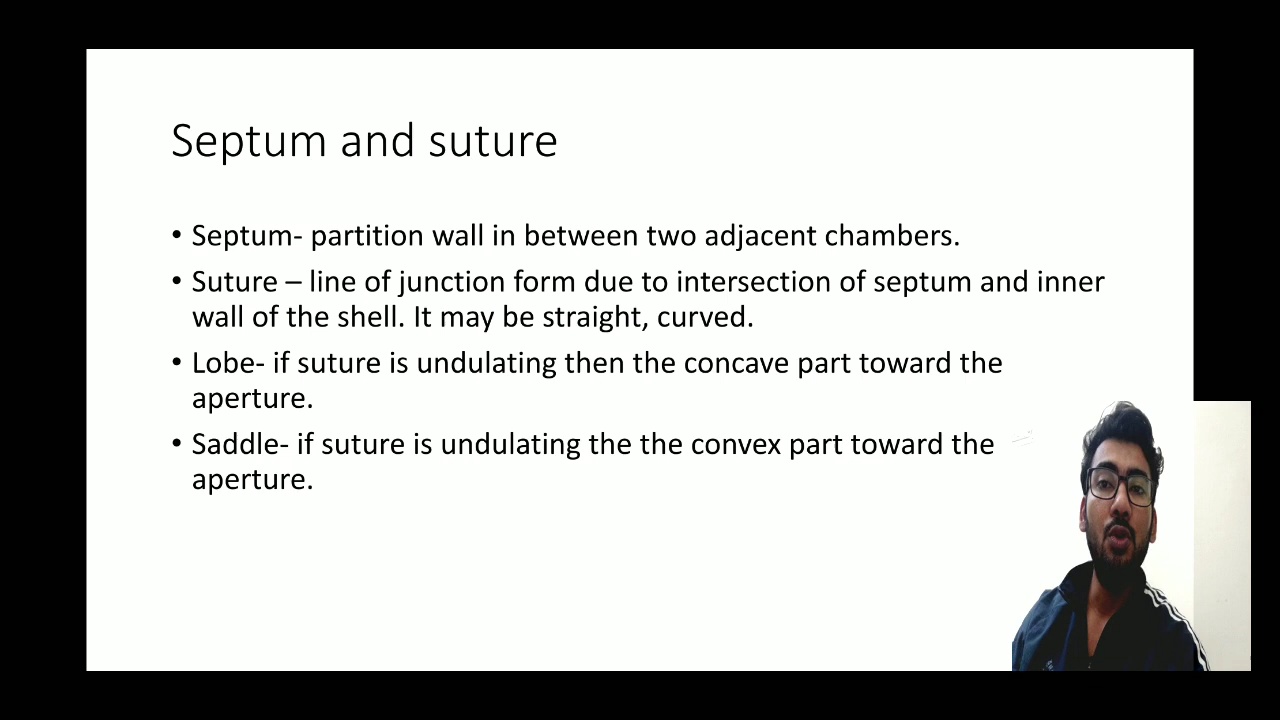 Septum and suture
• Septum- partition wall in between two adjacent chambers.
• Suture – line of junction form due to intersection of septum and inner
wall of the shell. It may be straight, curved.
• Lobe- if suture is undulating then the concave part toward the
aperture.
• Saddle- if suture is undulating the the convex part toward the
aperture.